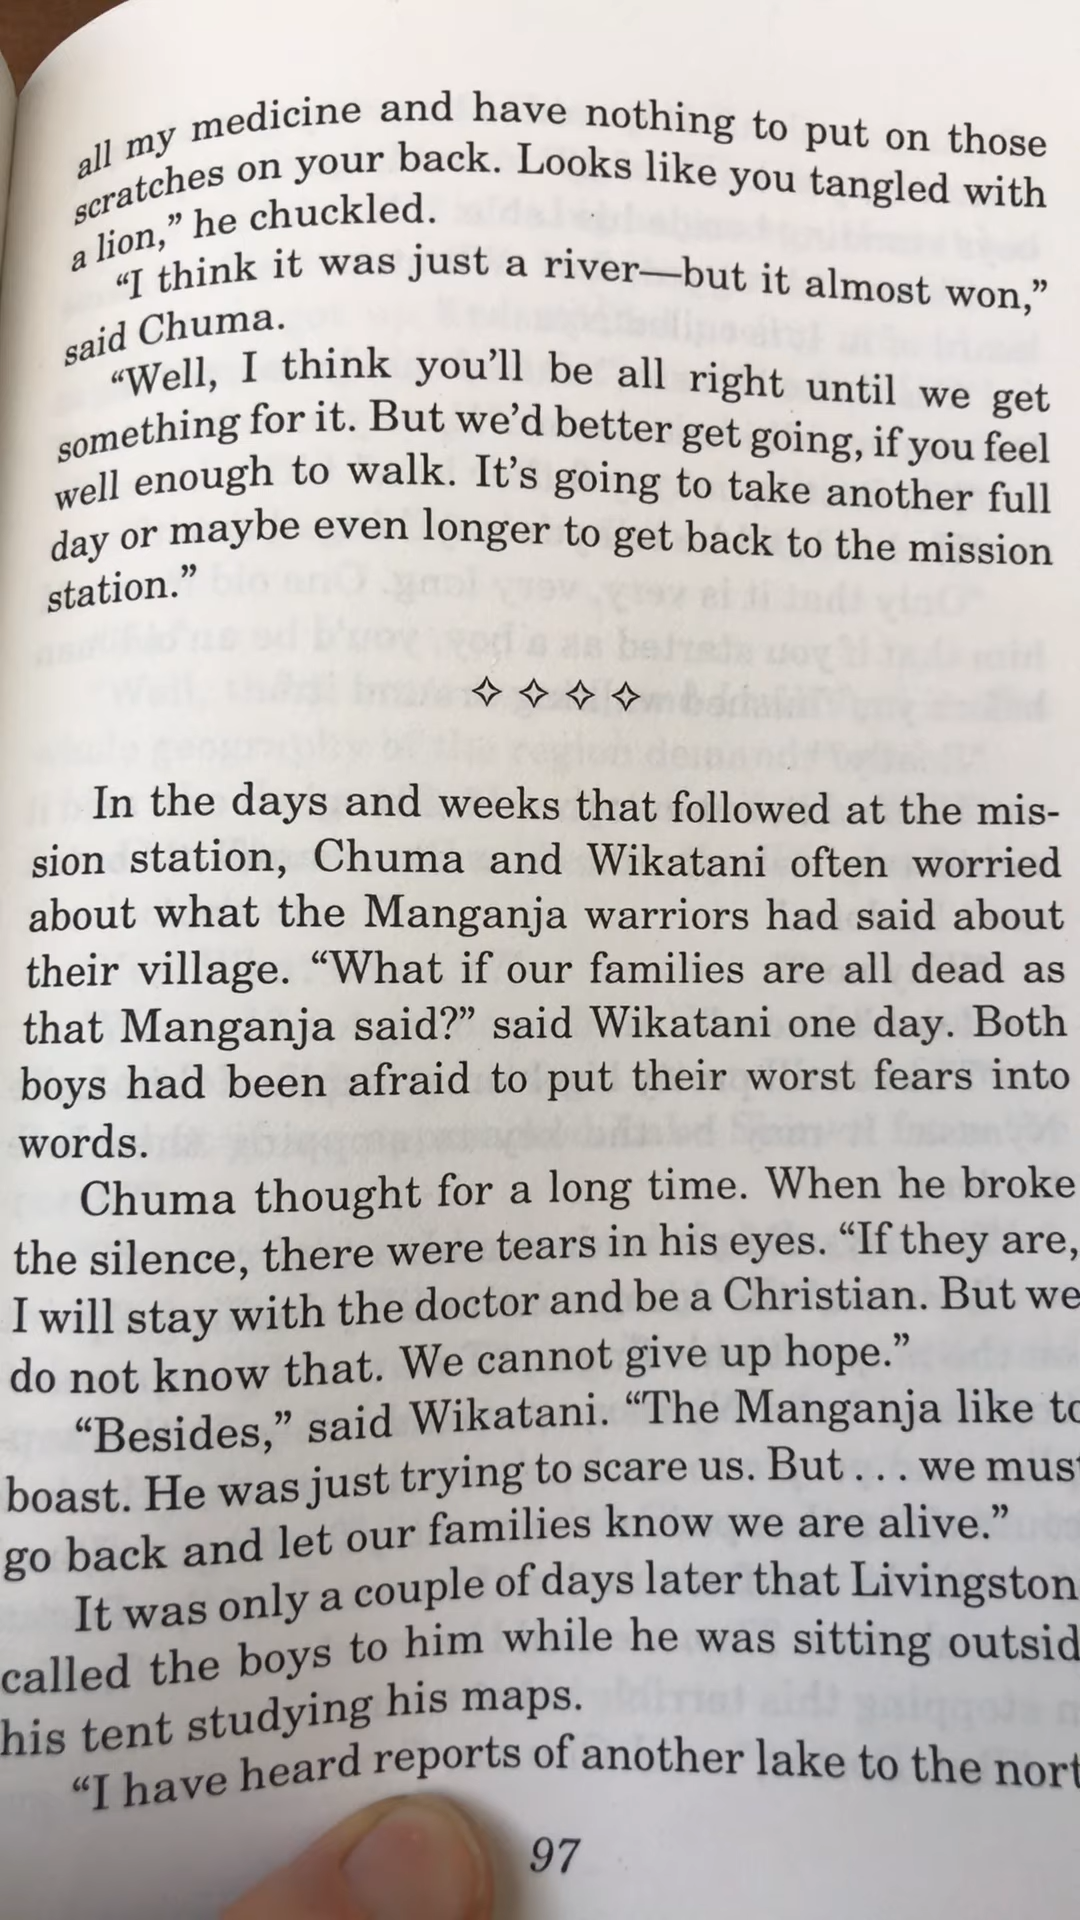 all my medicine and have nothing to put on those
scratches on your back. Looks like you tangled with
a lion,” he chuckled.
“I think it was just a river—but it almost won,”
said Chuma.
“Well, I think you’ll be all right until we get
something for it. But we’d better get going, if you feel
well enough to walk. It’s going to take another full
day or maybe even longer to get back to the mission
station.”
In the days and weeks that followed at the mis-
sion station, Chuma and Wikatani often worried
about what the Manganja warriors had said about
their village. “What if our families are all dead as
that Manganja said?” said Wikatani one day. Both
boys had been afraid to put their worst fears into
words.
Chuma thought for a long time. When he broke
the silence, there were tears in his eyes. “If they are,
I will stay with the doctor and be a Christian. But we
do not know that. We cannot give up hope.”
“Besides,” said Wikatani. “The Manganja like to
boast. He was just trying to scare us. But . . . we must
go back and let our families know we are alive.”
It was only a couple of days later that Livingston
called the boys to him while he was sitting outsid
his tent studying his maps.
“I have heard reports of another lake to the nort
97